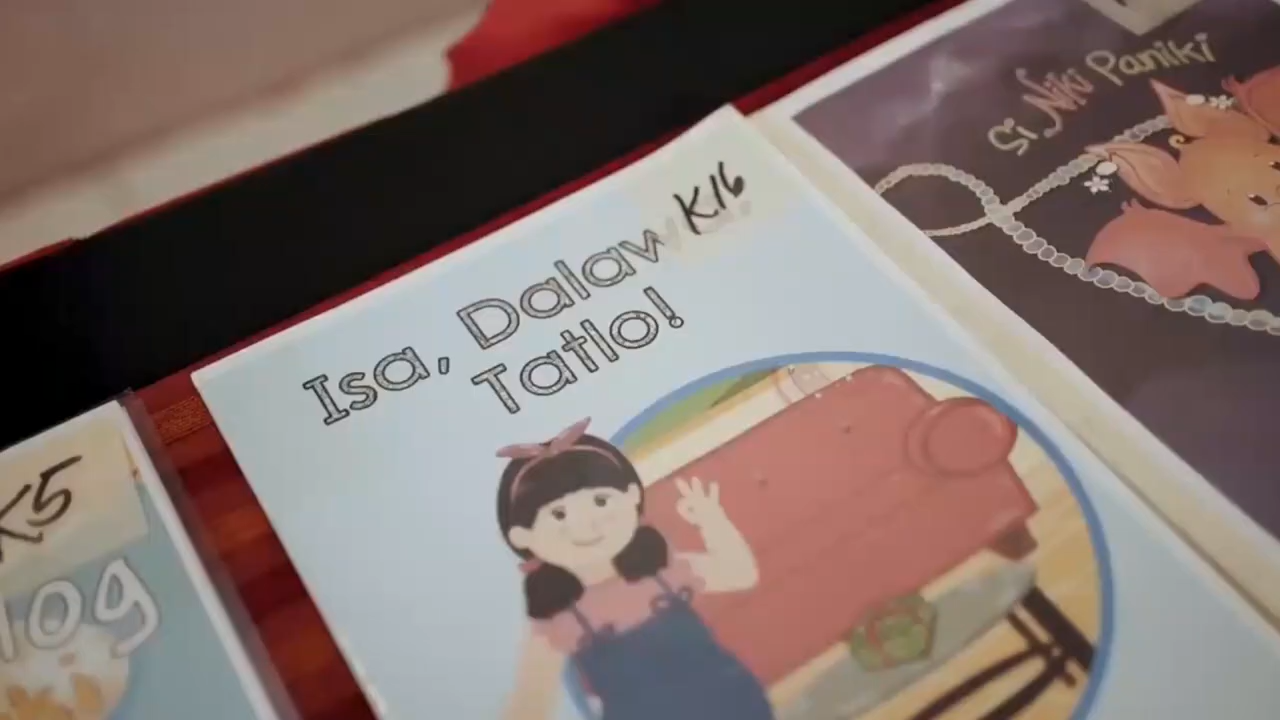 K5
log
K16
Isa, Dalaw
Tatlo!
Si Niki Paniki